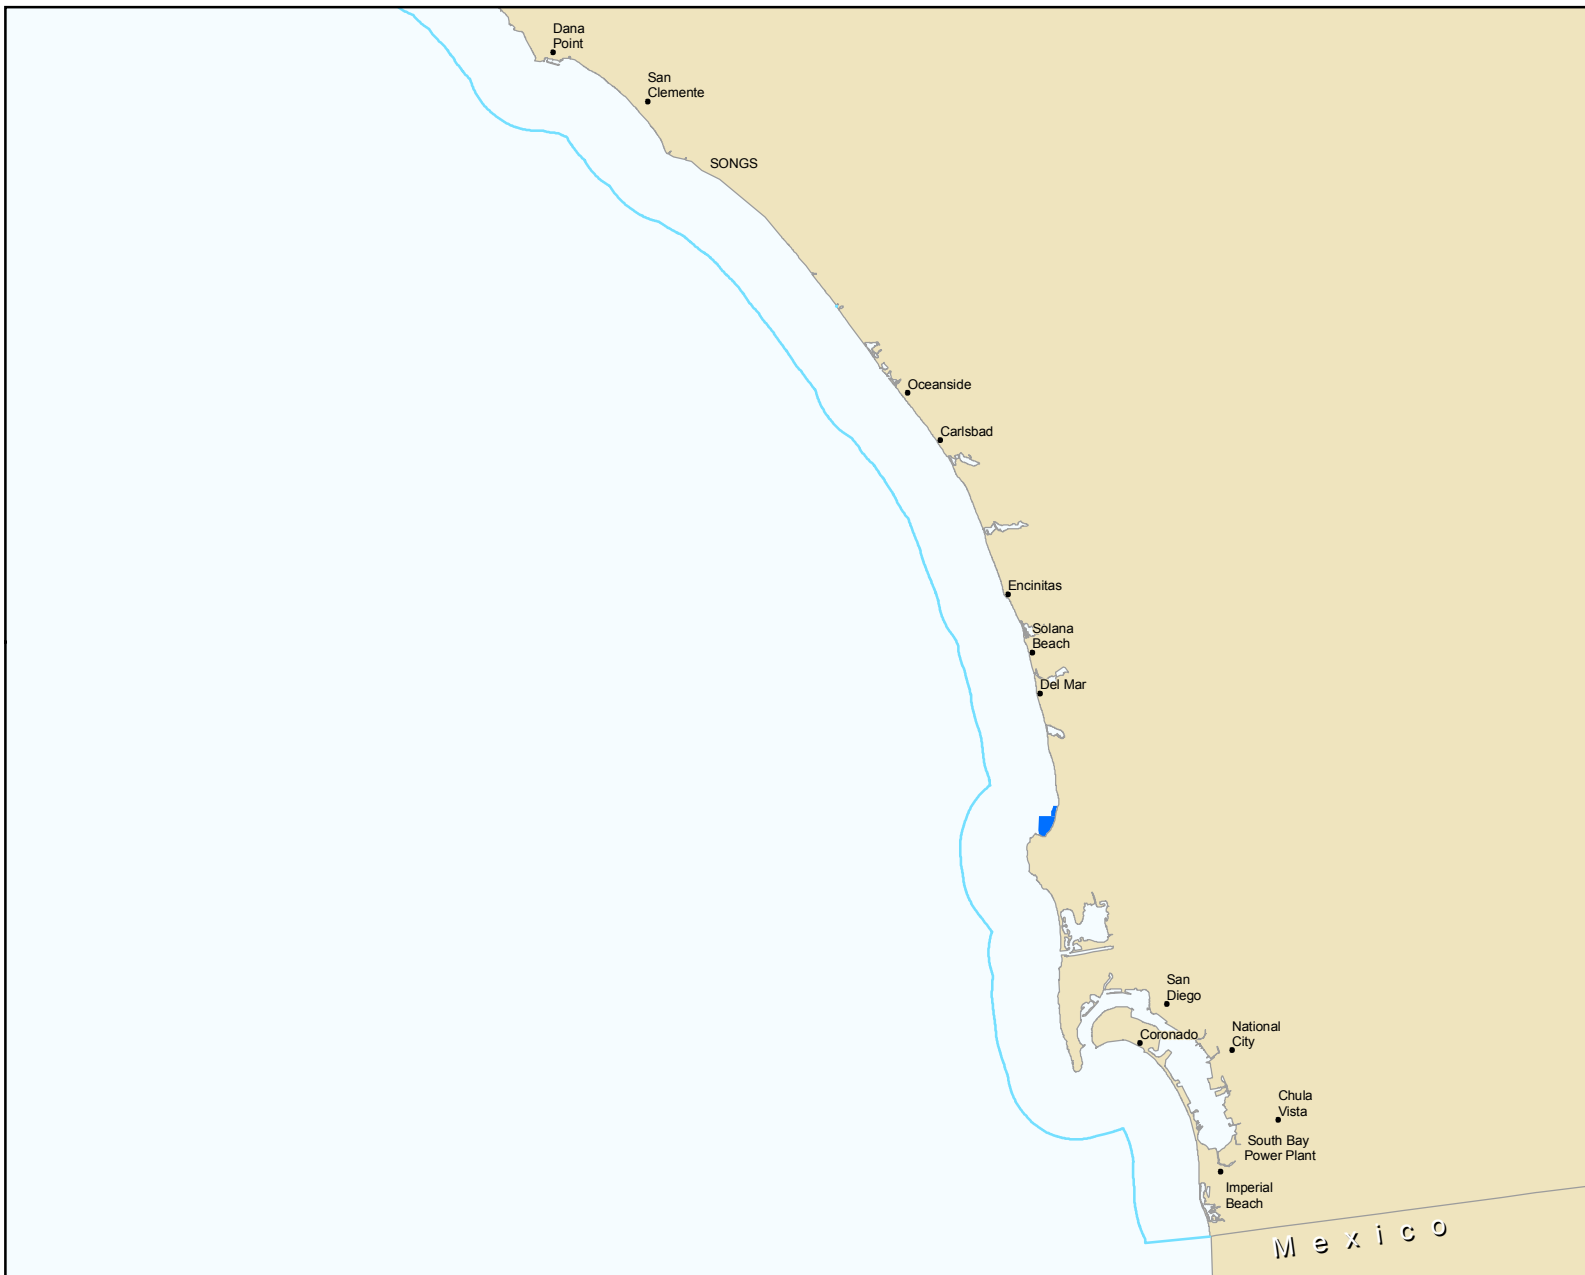 Dana
Point
San
Clemente
SONGS
Oceanside
Carlsbad
Encinitas
Solana
Beach
Del Mar
San
Diego
National
City
Coronado
Chula
Vista
South Bay
Power Plant
Imperial
Beach
Mexico